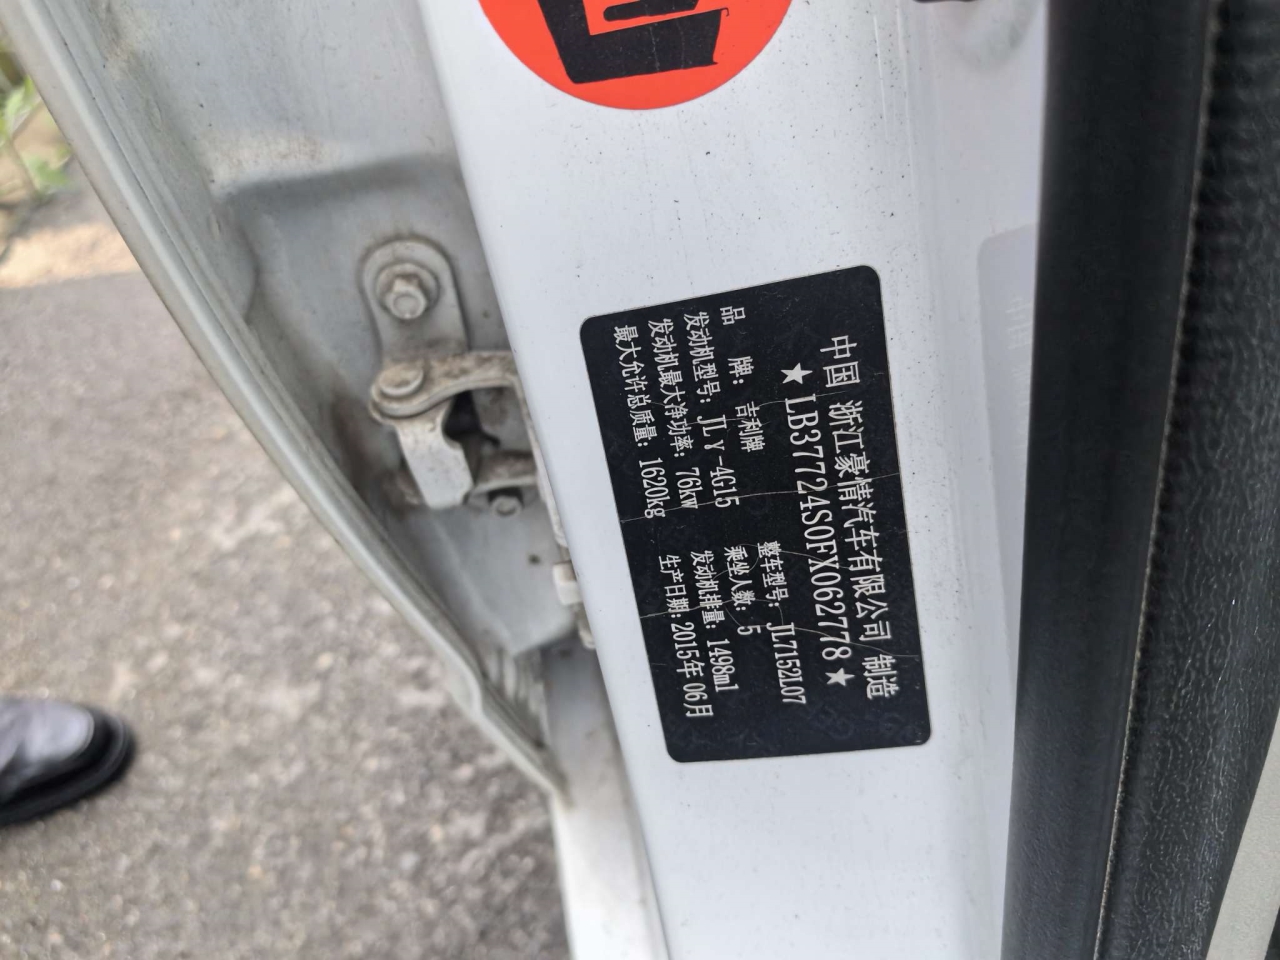 中国 浙江豪情汽车有限公司 制造
★LB37724S0FX062778★
品 牌：吉利牌 整车型号：JL7152L07
发动机型号：JLγ-4G15 乘坐人数：5
发动机最大净功率：76kw 发动机排量：1498ml
最大允许总质量：1620kg 生产日期：2015年06月